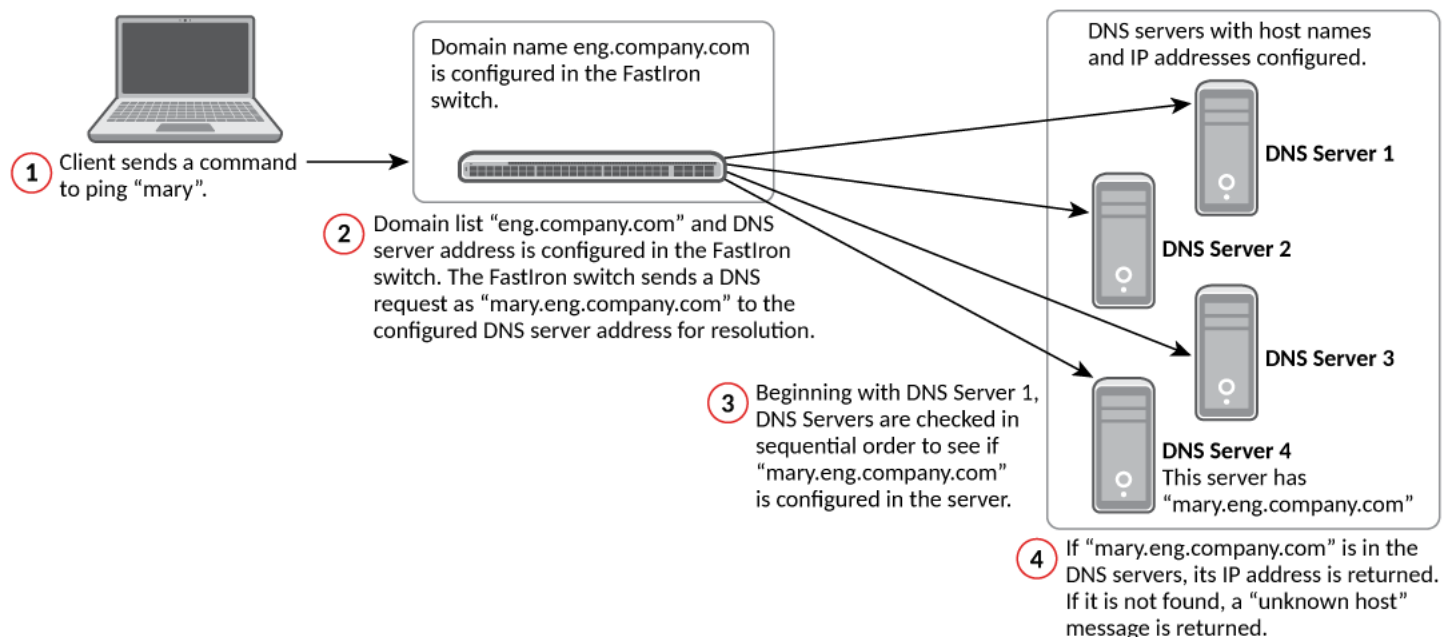 Domain name eng.company.com
is configured in the FastIron
switch.
DNS servers with host names
and IP addresses configured.
1
Client sends a command
to ping “mary”.
DNS Server 1
2
Domain list “eng.company.com” and DNS
server address is configured in the FastIron
switch. The FastIron switch sends a DNS
request as “mary.eng.company.com” to the
configured DNS server address for resolution.
DNS Server 2
DNS Server 3
3
Beginning with DNS Server 1,
DNS Servers are checked in
sequential order to see if
“mary.eng.company.com”
is configured in the server.
DNS Server 4
This server has
“mary.eng.company.com”
4
If “mary.eng.company.com” is in the
DNS servers, its IP address is returned.
If it is not found, a “unknown host”
message is returned.